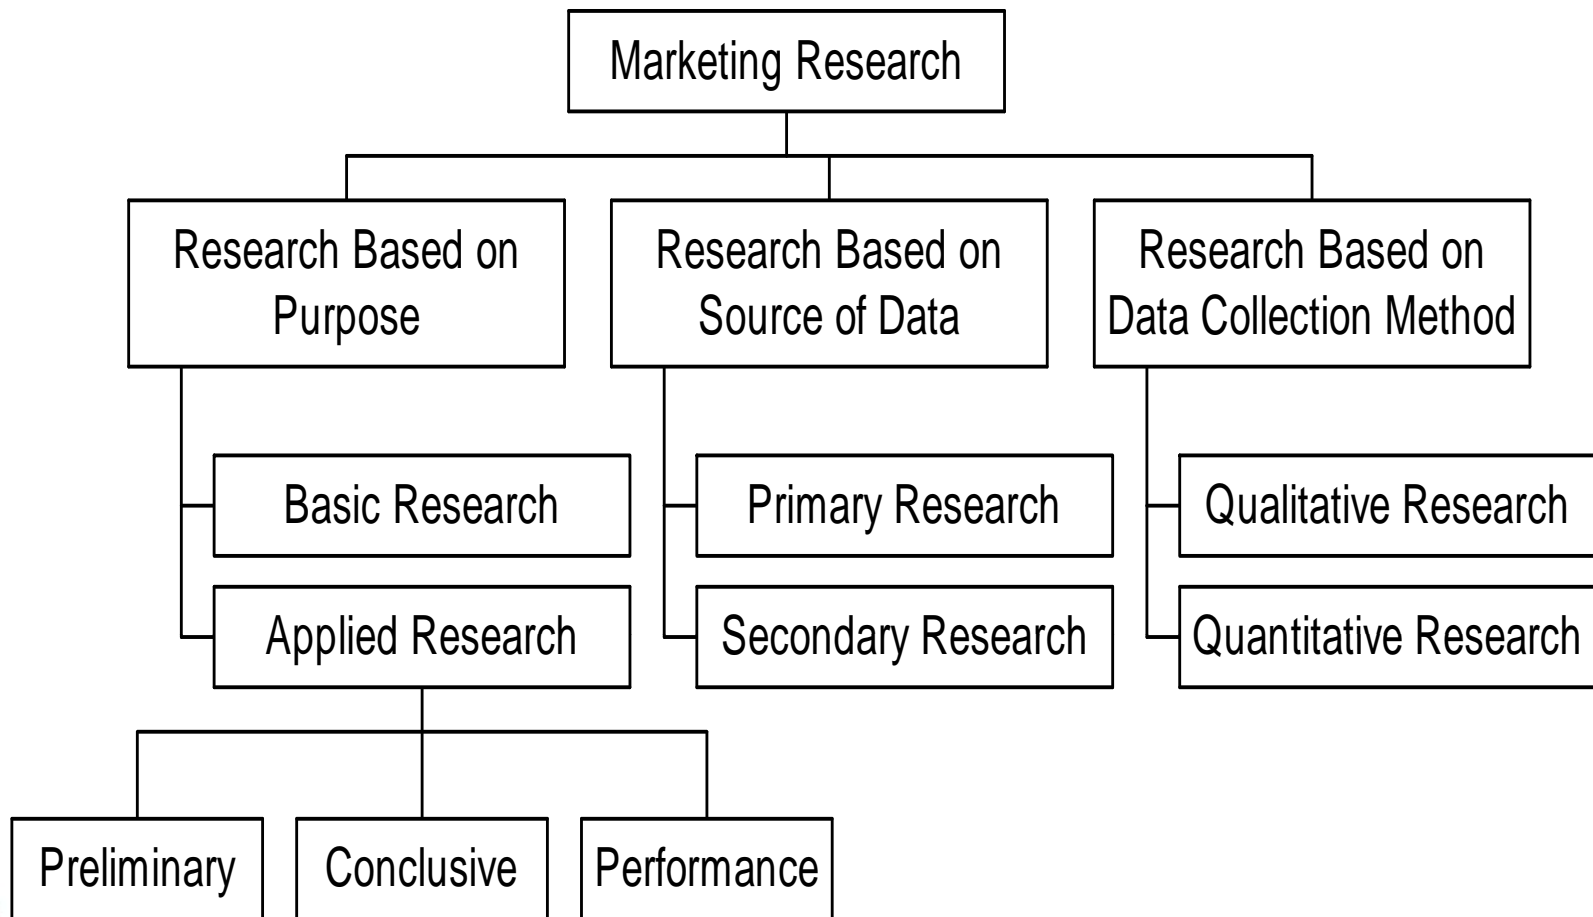 Marketing Research
Research Based on
Purpose
Research Based on
Source of Data
Research Based on
Data Collection Method
Basic Research
Primary Research
Qualitative Research
Applied Research
Secondary Research
Quantitative Research
Preliminary
Conclusive
Performance